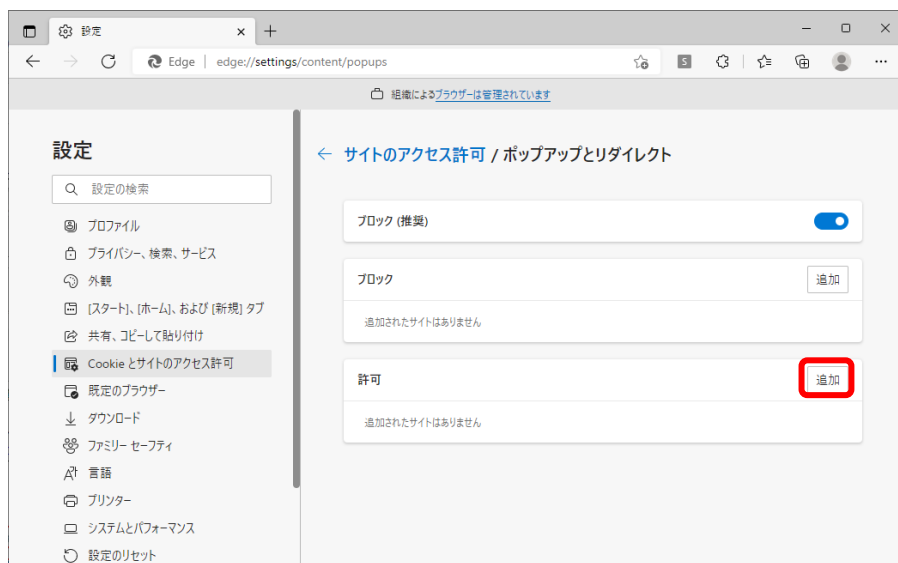 設定
Edge | edge://settings/content/popups
組織によるブラウザーは管理されています
設定
設定の検索
プロファイル
プライバシー、検索、サービス
外観
[スタート]、[ホーム]、および [新規] タブ
共有、コピーして貼り付け
Cookie とサイトのアクセス許可
既定のブラウザー
ダウンロード
ファミリー セーフティ
言語
プリンター
システムとパフォーマンス
設定のリセット
サイトのアクセス許可 / ポップアップとリダイレクト
ブロック (推奨)
ブロック 追加
追加されたサイトはありません
許可 追加
追加されたサイトはありません